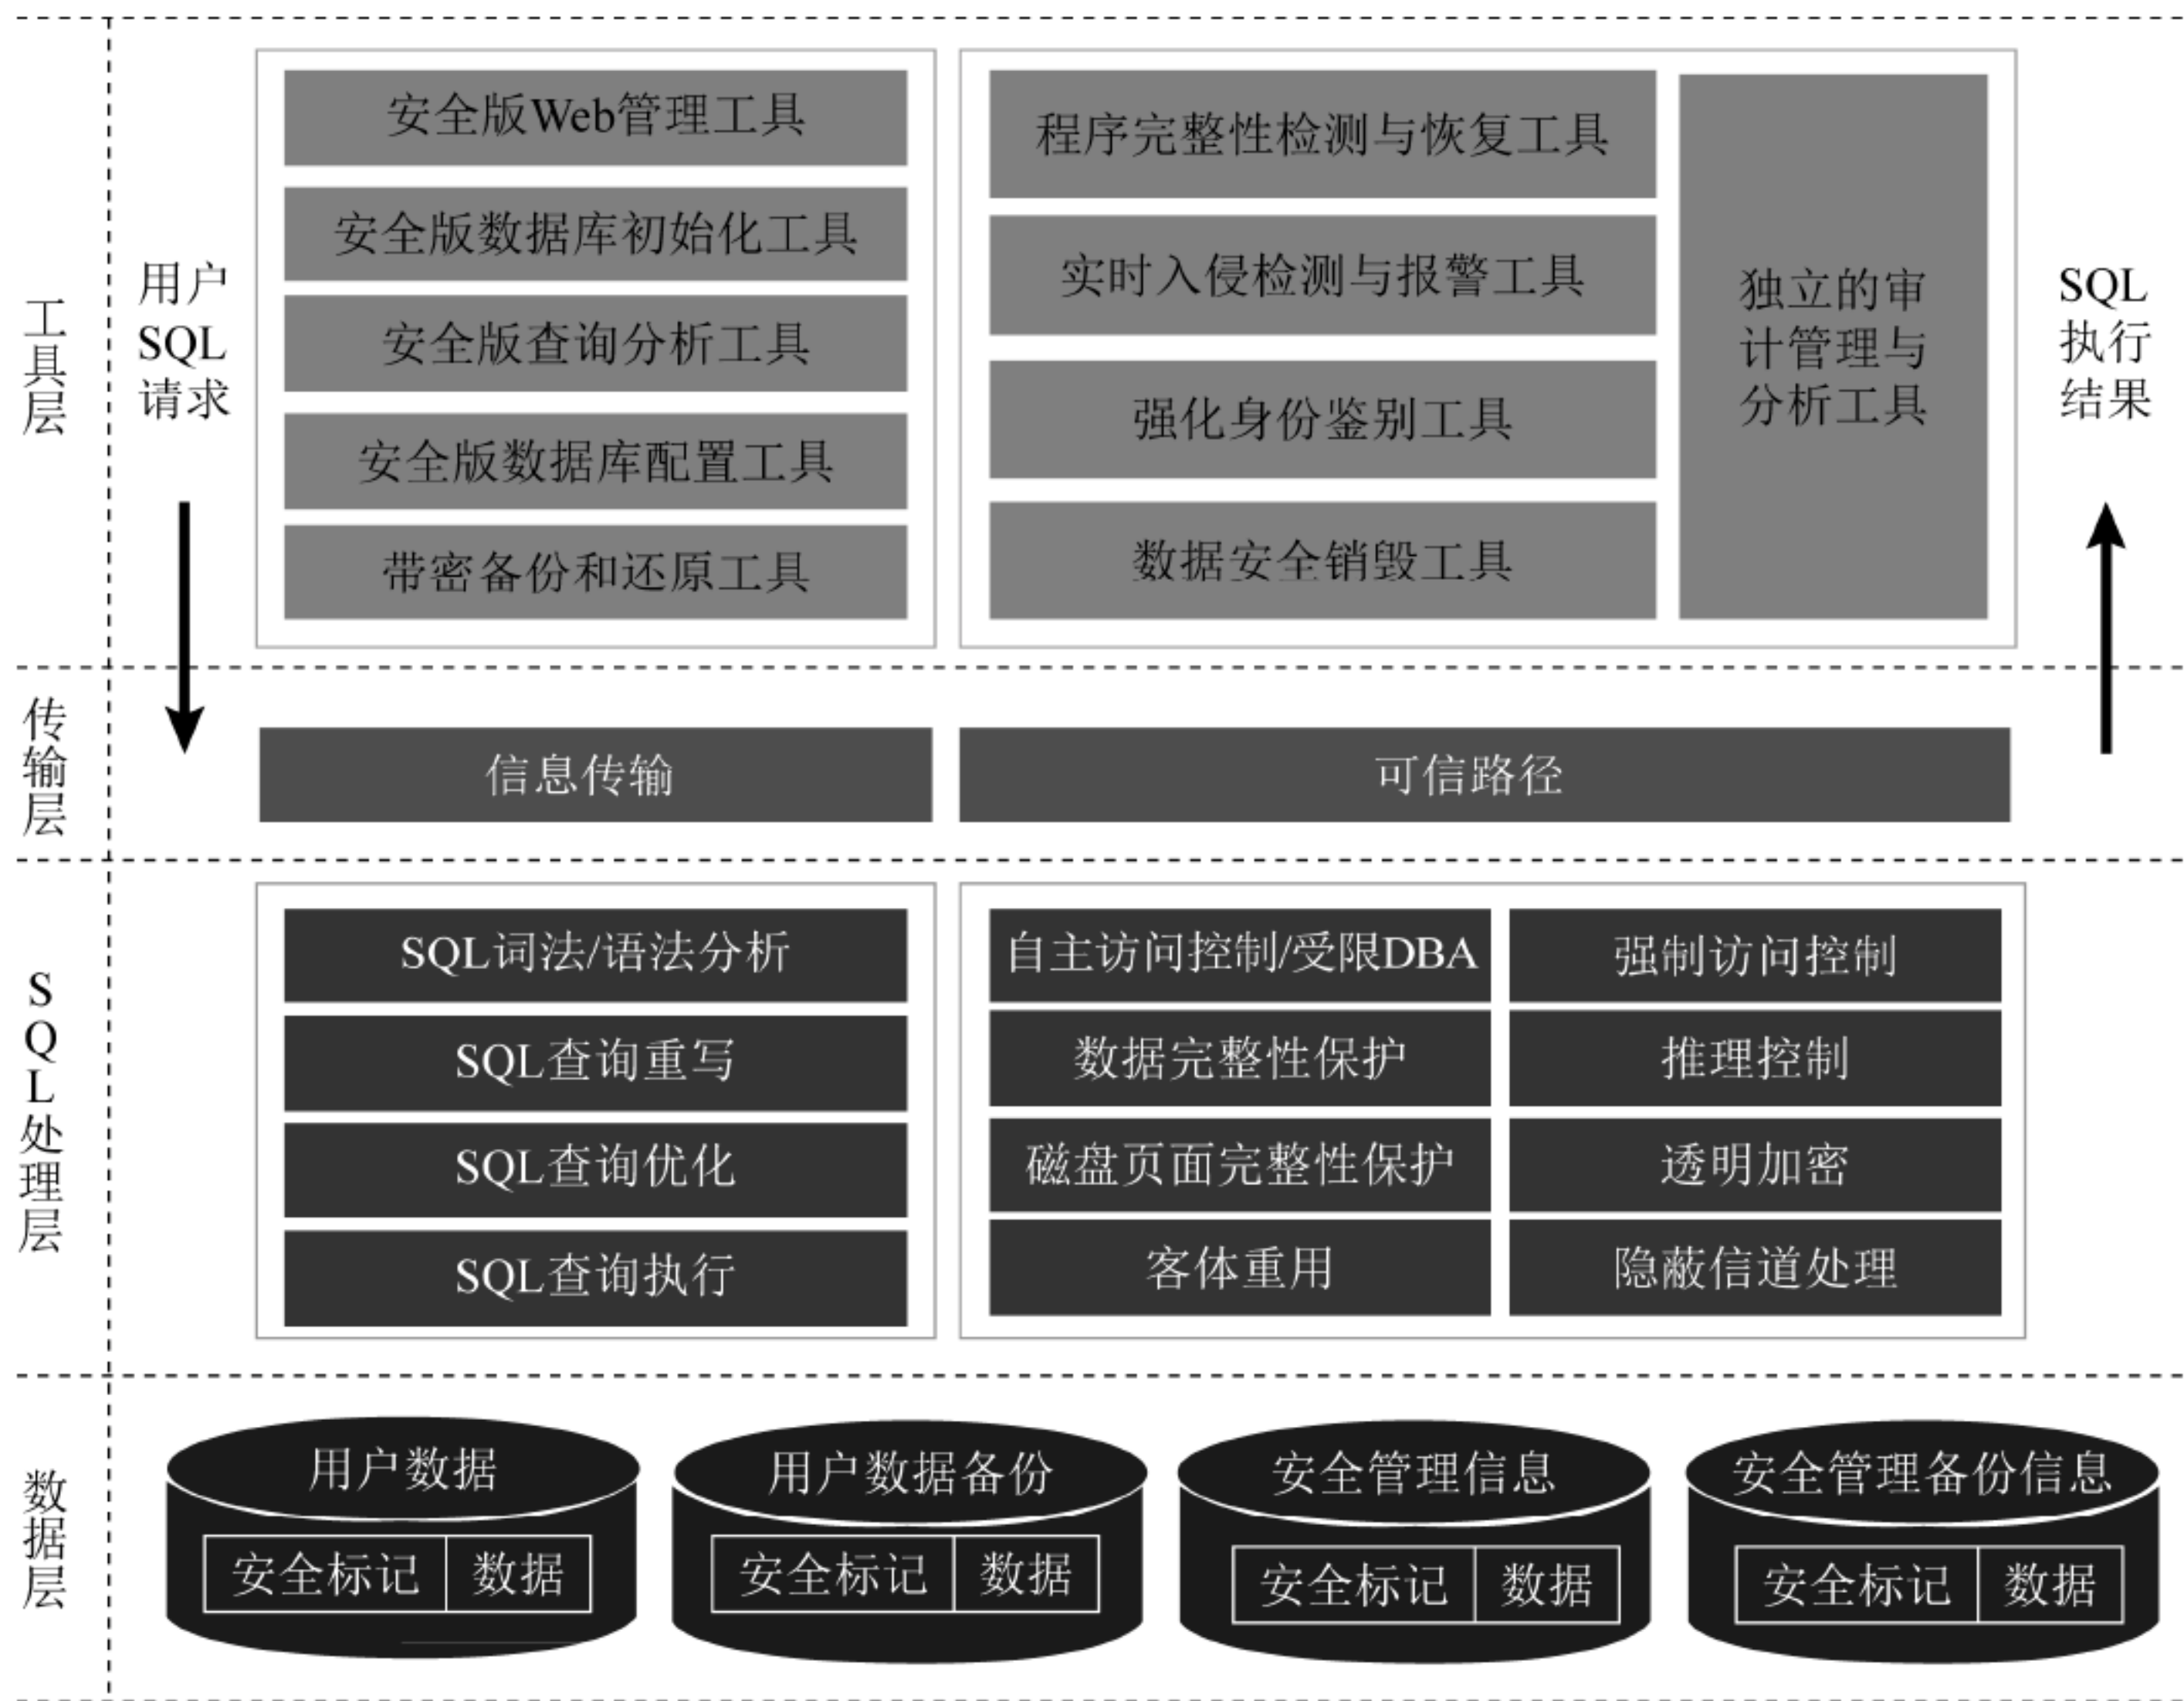 工具层
用户
SQL
请求
安全版Web管理工具
安全版数据库初始化工具
安全版查询分析工具
安全版数据库配置工具
带密备份和还原工具
程序完整性检测与恢复工具
实时入侵检测与报警工具
强化身份鉴别工具
数据安全销毁工具
独立的审
计管理与
分析工具
SQL
执行
结果
传输层
信息传输
可信路径
SQL处理层
SQL词法/语法分析
SQL查询重写
SQL查询优化
SQL查询执行
自主访问控制/受限DBA
强制访问控制
数据完整性保护
推理控制
磁盘页面完整性保护
透明加密
客体重用
隐蔽信道处理
数据层
用户数据
安全标记
数据
用户数据备份
安全标记
数据
安全管理信息
安全标记
数据
安全管理备份信息
安全标记
数据